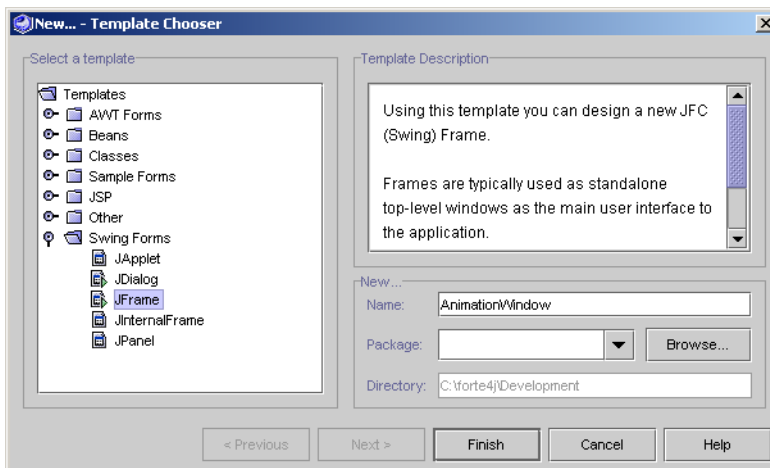 New... - Template Chooser
Select a template
Templates
AWT Forms
Beans
Classes
Sample Forms
JSP
Other
Swing Forms
JApplet
JDialog
JFrame
JInternalFrame
JPanel
Template Description
Using this template you can design a new JFC
(Swing) Frame.
Frames are typically used as standalone
top-level windows as the main user interface to
the application.
New...
Name: AnimationWindow
Package: Browse...
Directory: C:\forte4j\Development
< Previous Next > Finish Cancel Help